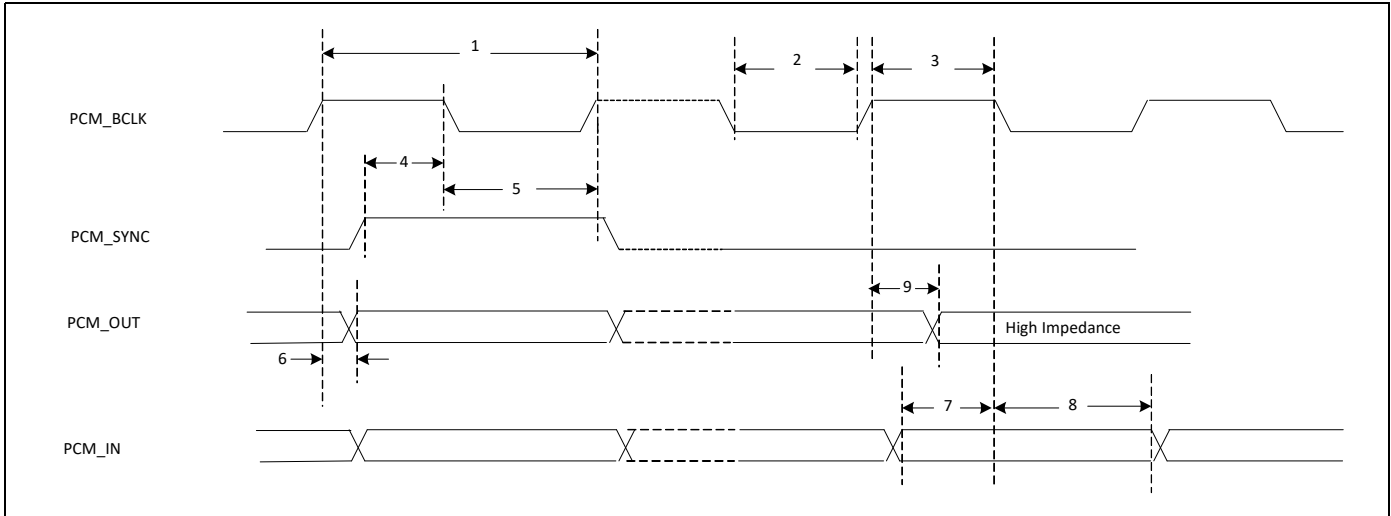 1
2
3
PCM_BCLK
4
5
PCM_SYNC
9
PCM_OUT
High Impedance
6
7
8
PCM_IN